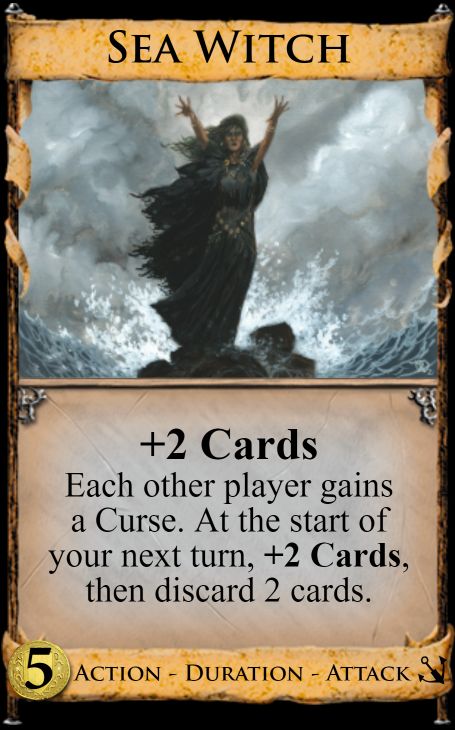 Sea Witch
+2 Cards
Each other player gains
a Curse. At the start of
your next turn, +2 Cards,
then discard 2 cards.
5 Action - Duration - Attack